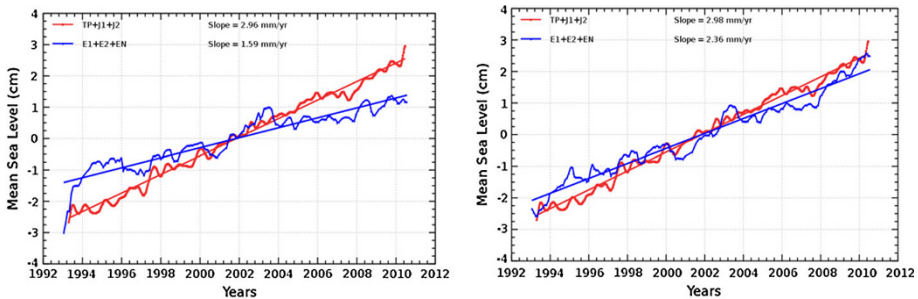 TP+J1+J2 Slope = 2.96 mm/yr
E1+E2+EN Slope = 1.59 mm/yr
Mean Sea Level (cm)
4
3
2
1
0
-1
-2
-3
-4
1992 1994 1996 1998 2000 2002 2004 2006 2008 2010 2012
Years
TP+J1+J2 Slope = 2.98 mm/yr
E1+E2+EN Slope = 2.36 mm/yr
Mean Sea Level (cm)
4
3
2
1
0
-1
-2
-3
-4
1992 1994 1996 1998 2000 2002 2004 2006 2008 2010 2012
Years